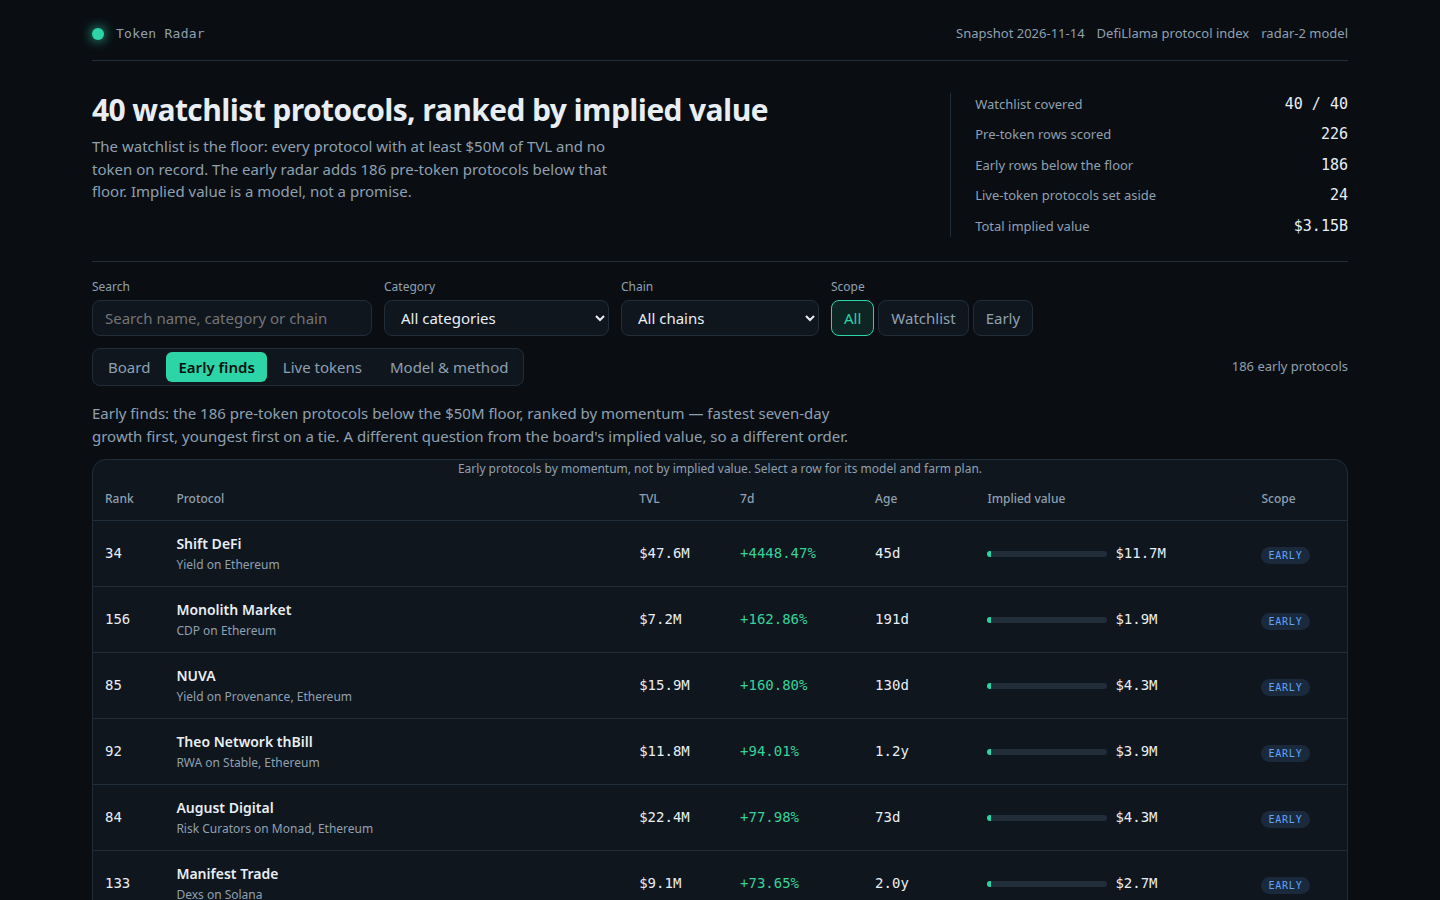 Token Radar
Snapshot 2026-11-14 DefiLlama protocol index radar-2 model
40 watchlist protocols, ranked by implied value
The watchlist is the floor: every protocol with at least $50M of TVL and no
token on record. The early radar adds 186 pre-token protocols below that
floor. Implied value is a model, not a promise.
Watchlist covered 40 / 40
Pre-token rows scored 226
Early rows below the floor 186
Live-token protocols set aside 24
Total implied value $3.15B
Search Category Chain Scope
Search name, category or chain All categories All chains All Watchlist Early
Board Early finds Live tokens Model & method 186 early protocols
Early finds: the 186 pre-token protocols below the $50M floor, ranked by momentum — fastest seven-day
growth first, youngest first on a tie. A different question from the board's implied value, so a different order.
Early protocols by momentum, not by implied value. Select a row for its model and farm plan.
Rank Protocol TVL 7d Age Implied value Scope
34 Shift DeFi $47.6M +4448.47% 45d $11.7M EARLY
Yield on Ethereum
156 Monolith Market $7.2M +162.86% 191d $1.9M EARLY
CDP on Ethereum
85 NUVA $15.9M +160.80% 130d $4.3M EARLY
Yield on Provenance, Ethereum
92 Theo Network thBill $11.8M +94.01% 1.2y $3.9M EARLY
RWA on Stable, Ethereum
84 August Digital $22.4M +77.98% 73d $4.3M EARLY
Risk Curators on Monad, Ethereum
133 Manifest Trade $9.1M +73.65% 2.0y $2.7M EARLY
Dexs on Solana